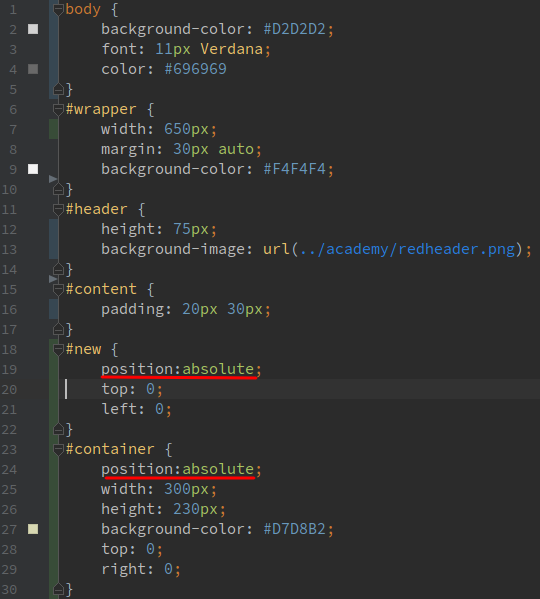 1 body {
2 background-color: #D2D2D2;
3 font: 11px Verdana;
4 color: #696969
5 }
6 #wrapper {
7 width: 650px;
8 margin: 30px auto;
9 background-color: #F4F4F4;
10 }
11 #header {
12 height: 75px;
13 background-image: url(../academy/redheader.png);
14 }
15 #content {
16 padding: 20px 30px;
17 }
18 #new {
19 position:absolute;
20 top: 0;
21 left: 0;
22 }
23 #container {
24 position:absolute;
25 width: 300px;
26 height: 230px;
27 background-color: #D7D8B2;
28 top: 0;
29 right: 0;
30 }